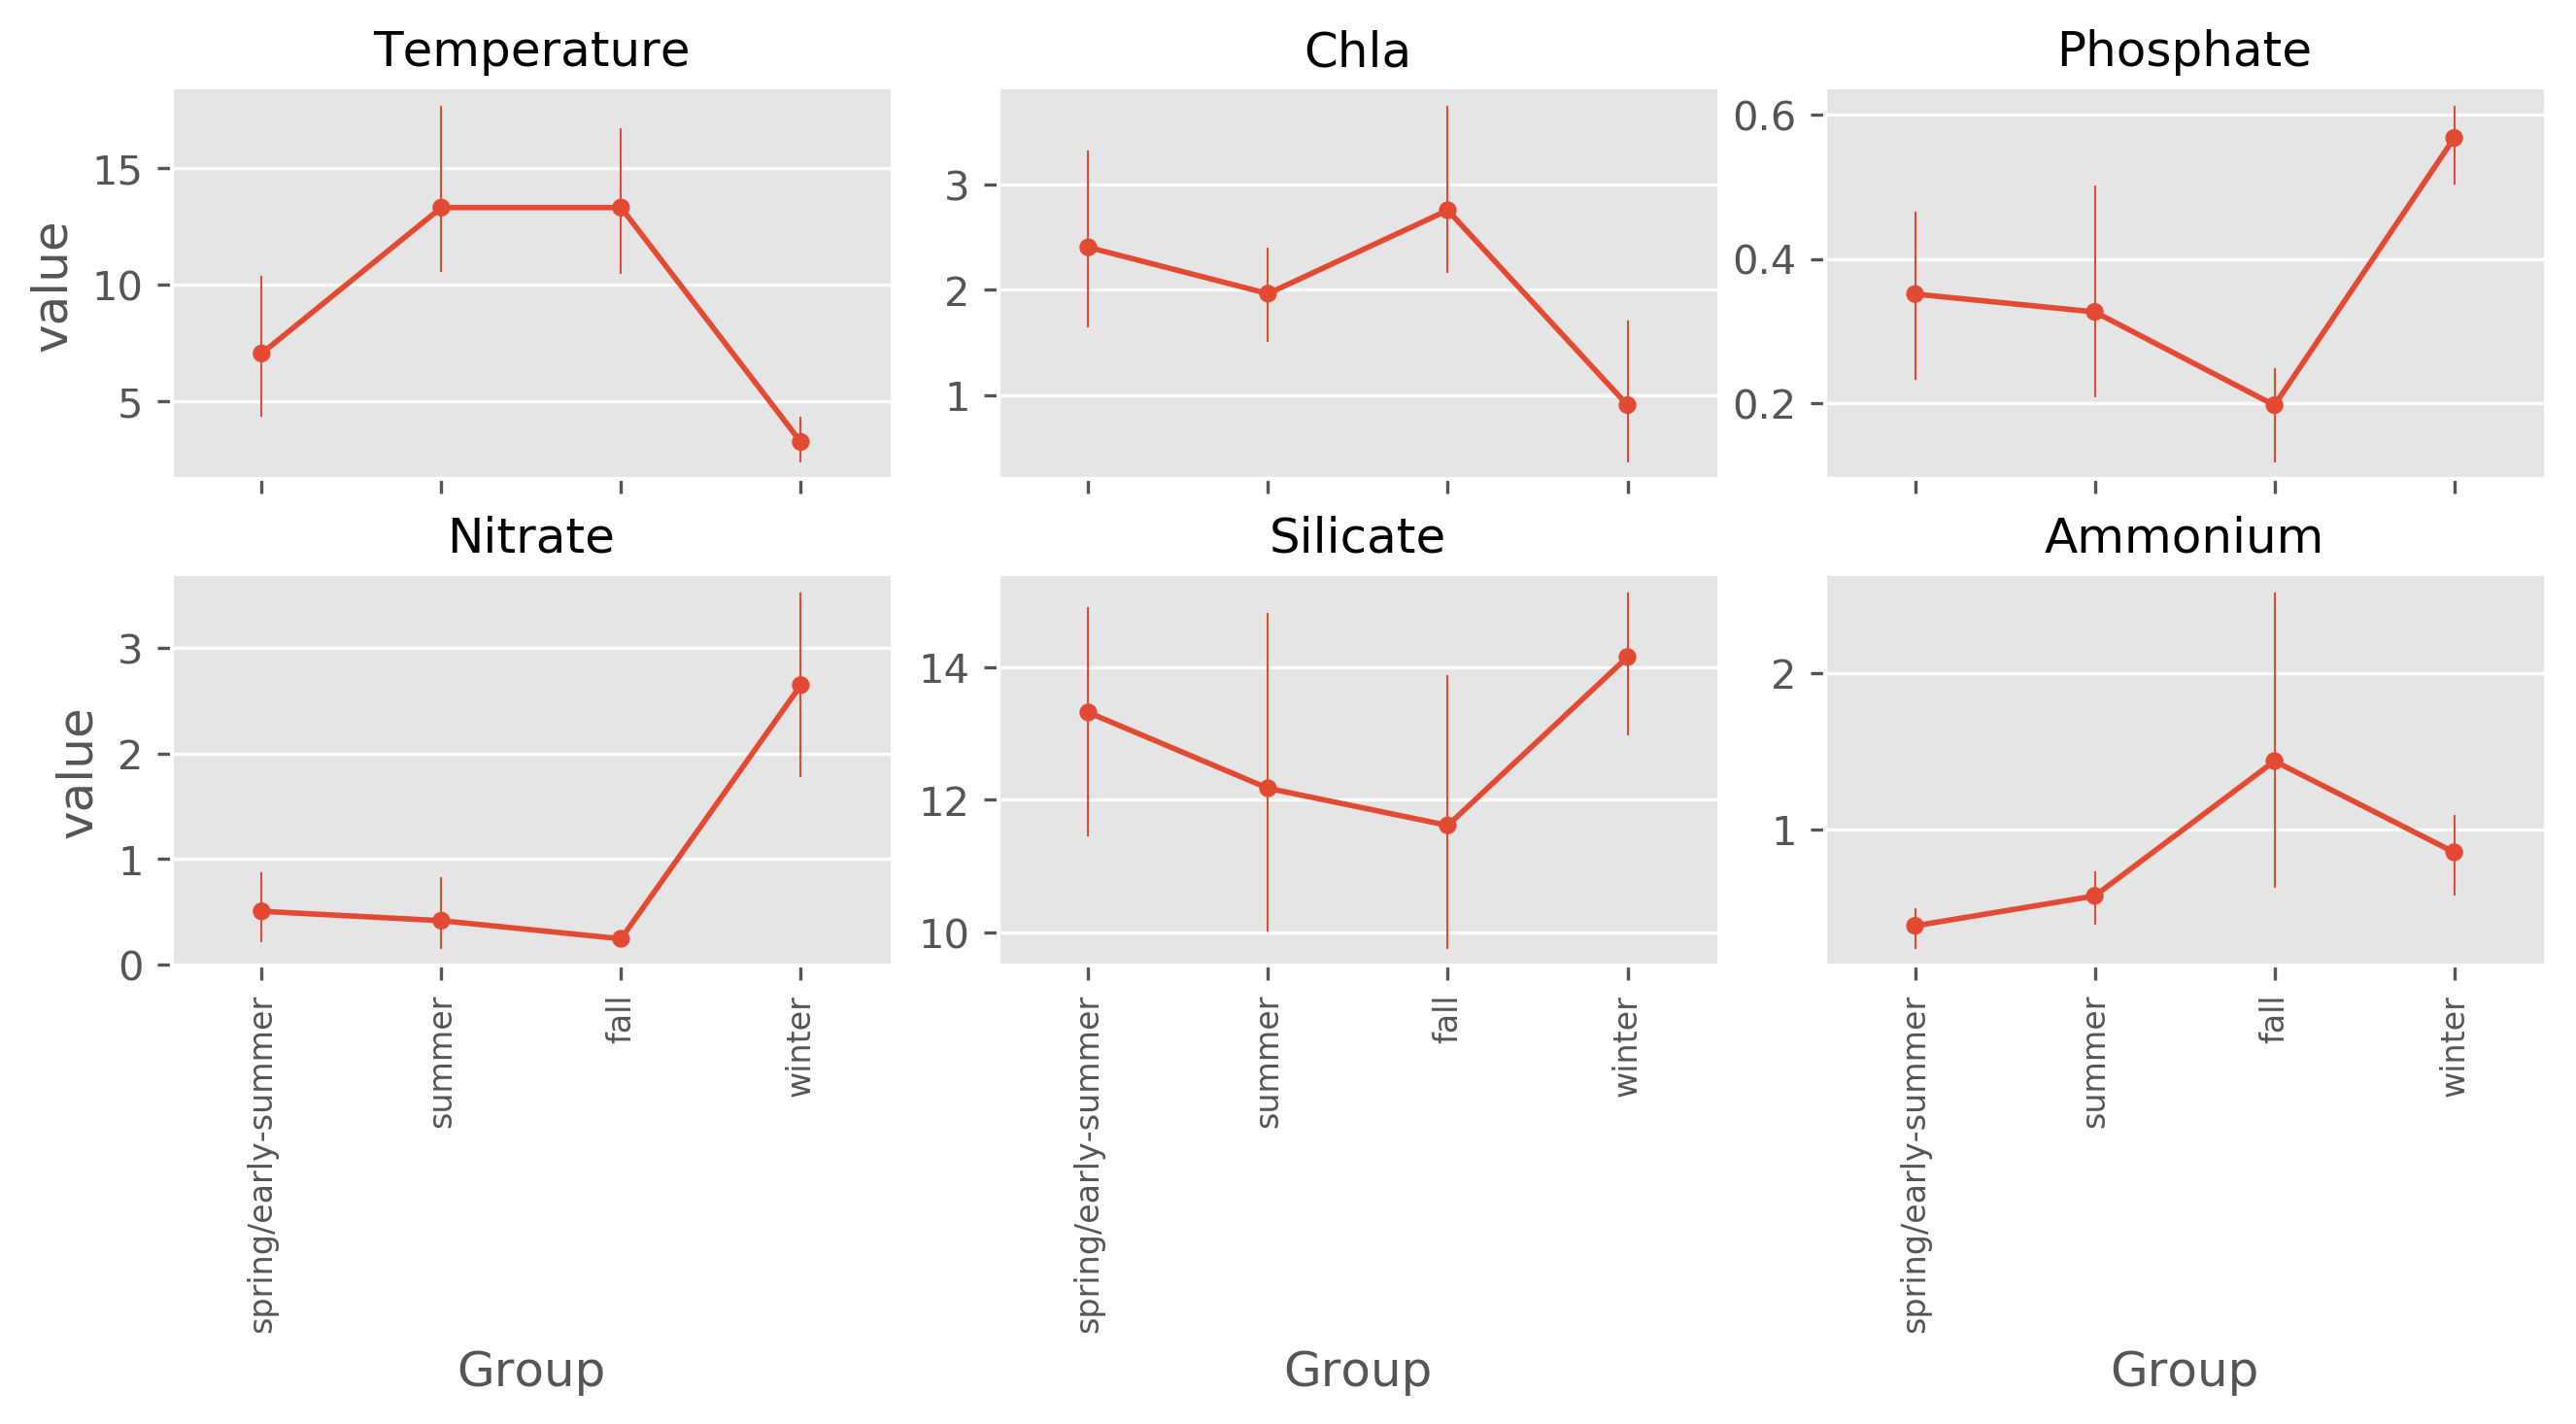 Temperature
Chla
Phosphate
value
15
10
5
3
2
1
0.6
0.4
0.2
Nitrate
Silicate
Ammonium
value
3
2
1
0
14
12
10
2
1
spring/early-summer
summer
fall
winter
spring/early-summer
summer
fall
winter
spring/early-summer
summer
fall
winter
Group
Group
Group